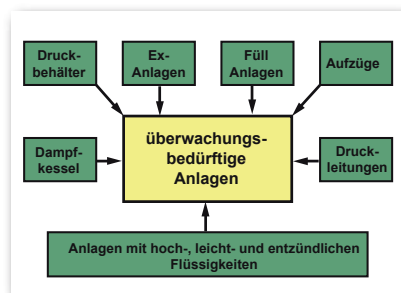 Druck-
behälter
Ex-
Anlagen
Füll
Anlagen
Aufzüge
überwachungs-
bedürftige
Anlagen
Dampf-
kessel
Druck-
leitungen
Anlagen mit hoch-, leicht- und entzündlichen
Flüssigkeiten